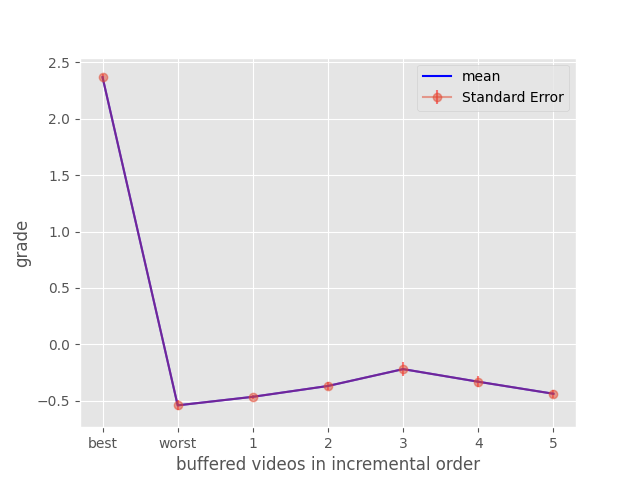 mean
Standard Error
2.5
2.0
1.5
1.0
0.5
0.0
−0.5
grade
best worst 1 2 3 4 5
buffered videos in incremental order